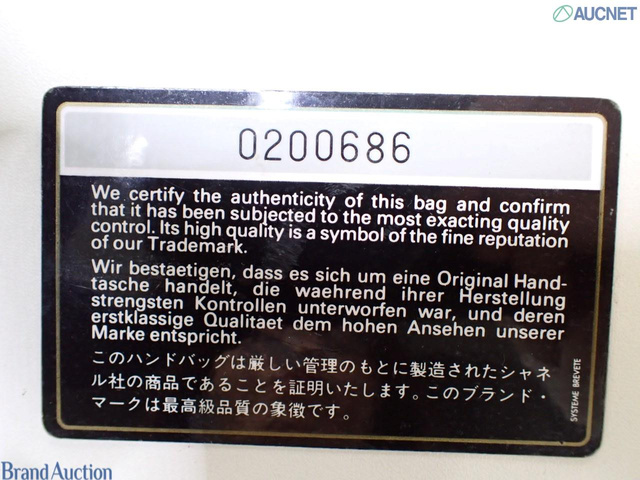 AUCNET
0200686
We certify the authenticity of this bag and confirm
that it has been subjected to the most exacting quality
control. Its high quality is a symbol of the fine reputation
of our Trademark.
Wir bestaetigen, dass es sich um eine Original Hand-
tasche handelt, die waehrend ihrer Herstellung
strengsten Kontrollen unterworfen war, und deren
erstklassige Qualitaet dem hohen Ansehen unserer
Marke entspricht.
このハンドバッグは厳しい管理のもとに製造されたシャネ
ル社の商品であることを証明いたします。このブランド・
マークは最高級品質の象徴です。
SYSTEME BREVETE
Brand Auction